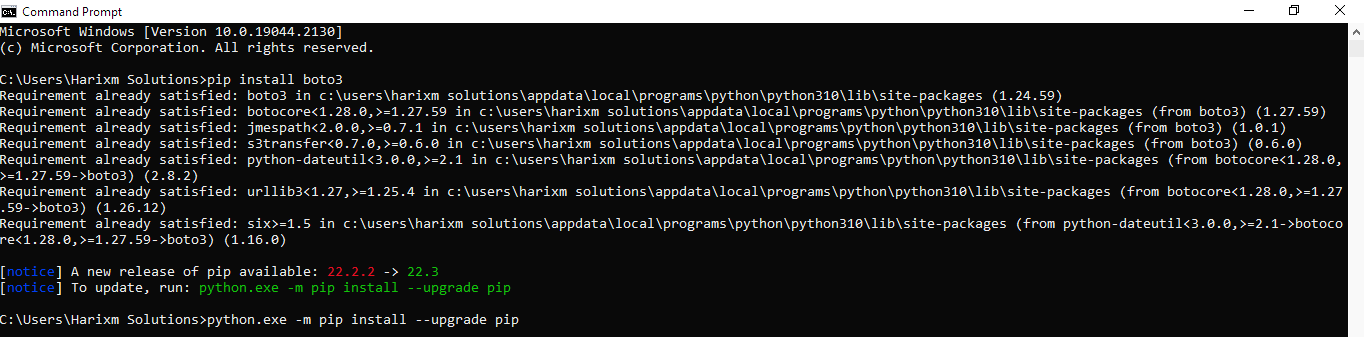 Command Prompt
Microsoft Windows [Version 10.0.19044.2130]
(c) Microsoft Corporation. All rights reserved.
C:\Users\Harixm Solutions>pip install boto3
Requirement already satisfied: boto3 in c:\users\harixm solutions\appdata\local\programs\python\python310\lib\site-packages (1.24.59)
Requirement already satisfied: botocore<1.28.0,>=1.27.59 in c:\users\harixm solutions\appdata\local\programs\python\python310\lib\site-packages (from boto3) (1.27.59)
Requirement already satisfied: jmespath<2.0.0,>=0.7.1 in c:\users\harixm solutions\appdata\local\programs\python\python310\lib\site-packages (from boto3) (1.0.1)
Requirement already satisfied: s3transfer<0.7.0,>=0.6.0 in c:\users\harixm solutions\appdata\local\programs\python\python310\lib\site-packages (from boto3) (0.6.0)
Requirement already satisfied: python-dateutil<3.0.0,>=2.1 in c:\users\harixm solutions\appdata\local\programs\python\python310\lib\site-packages (from botocore<1.28.0,
>=1.27.59->boto3) (2.8.2)
Requirement already satisfied: urllib3<1.27,>=1.25.4 in c:\users\harixm solutions\appdata\local\programs\python\python310\lib\site-packages (from botocore<1.28.0,>=1.27
.59->boto3) (1.26.12)
Requirement already satisfied: six>=1.5 in c:\users\harixm solutions\appdata\local\programs\python\python310\lib\site-packages (from python-dateutil<3.0.0,>=2.1->botoco
re<1.28.0,>=1.27.59->boto3) (1.16.0)
[notice] A new release of pip available: 22.2.2 -> 22.3
[notice] To update, run: python.exe -m pip install --upgrade pip
C:\Users\Harixm Solutions>python.exe -m pip install --upgrade pip